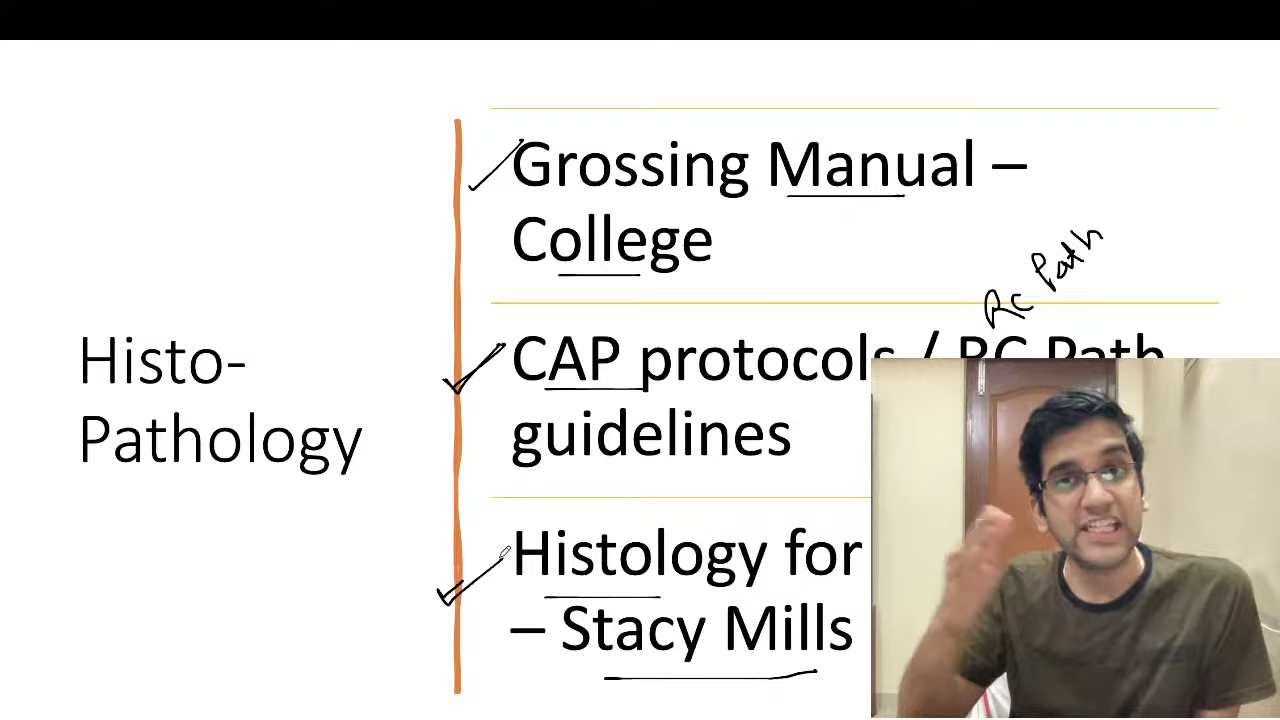 Histo-
Pathology
Grossing Manual –
College
RC Path
CAP protocols / RC Path
guidelines
Histology for
– Stacy Mills